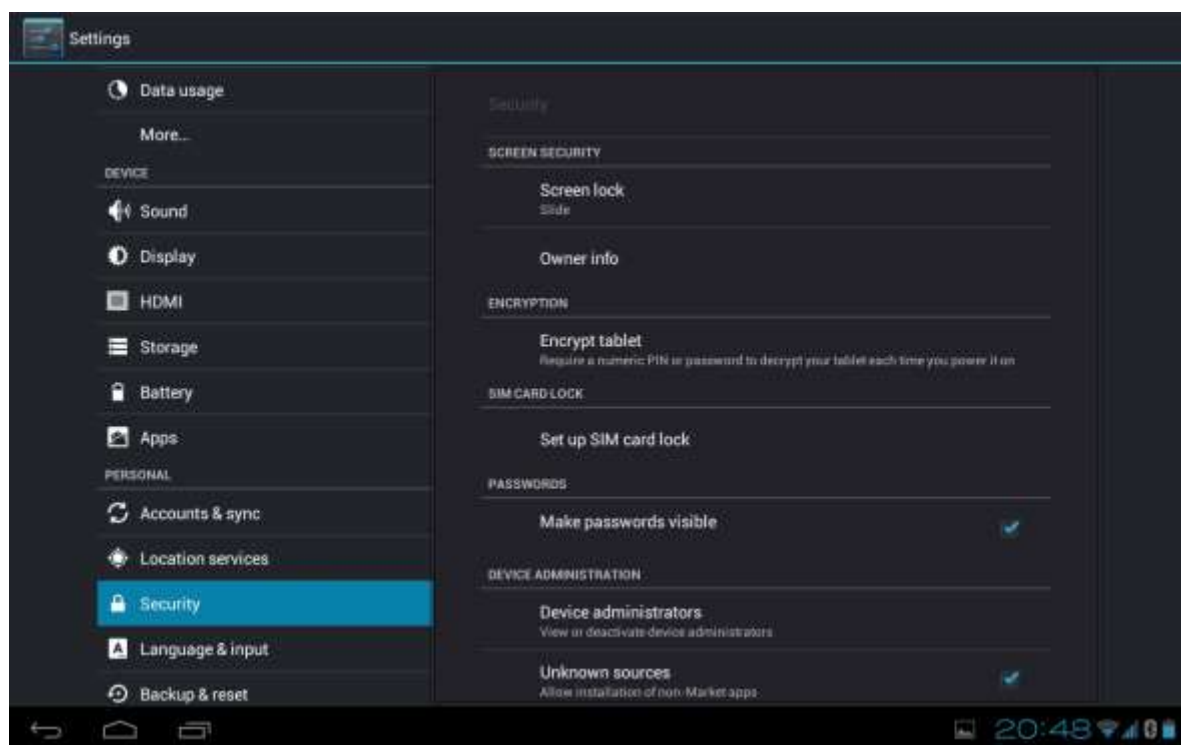 Settings
Data usage
More...
DEVICE
Sound
Display
HDMI
Storage
Battery
Apps
PERSONAL
Accounts & sync
Location services
Security
Language & input
Backup & reset
Security
SCREEN SECURITY
Screen lock
Slide
Owner info
ENCRYPTION
Encrypt tablet
Require a numeric PIN or password to decrypt your tablet each time you power it on
SIM CARD LOCK
Set up SIM card lock
PASSWORDS
Make passwords visible
DEVICE ADMINISTRATION
Device administrators
View or deactivate device administrators
Unknown sources
Allow installation of non-Market apps
20:48